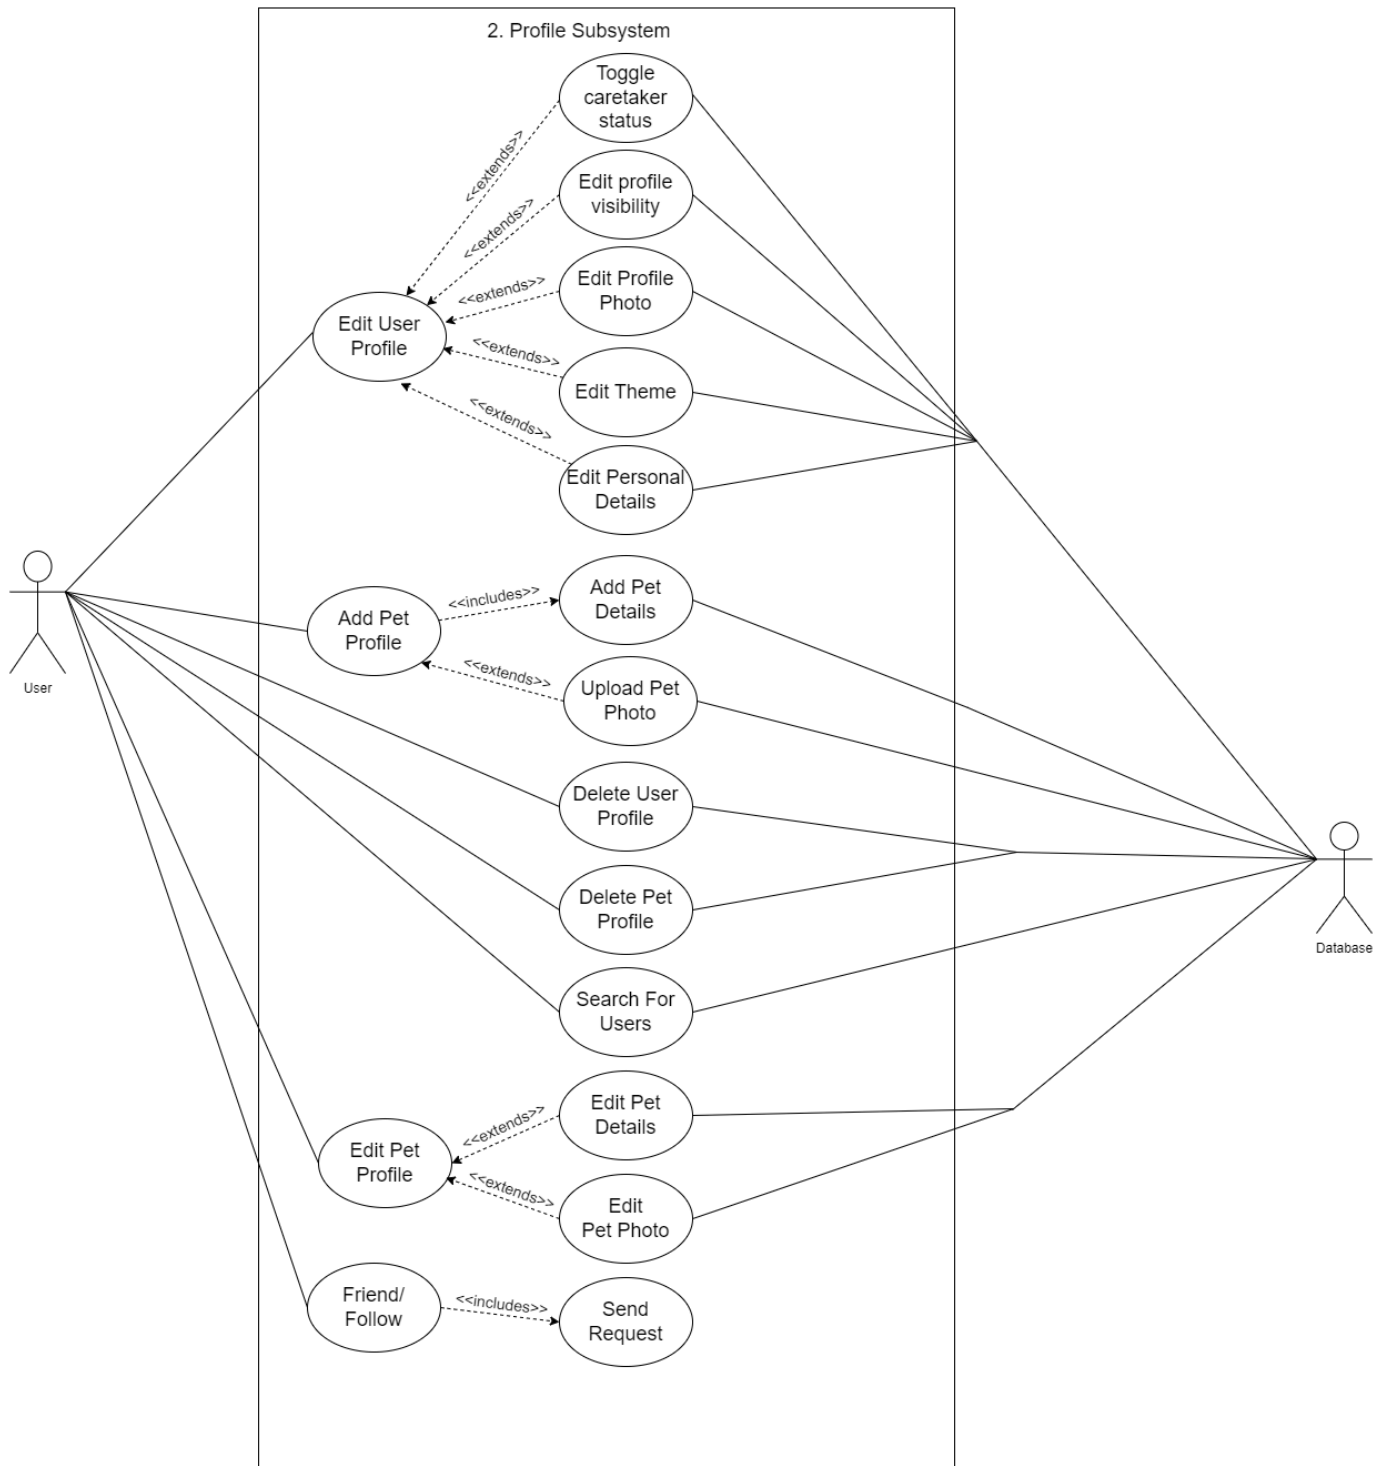 2. Profile Subsystem
Toggle
caretaker
status
<<extends>>
Edit profile
visibility
<<extends>>
Edit Profile
Photo
<<extends>>
Edit User
Profile
<<extends>>
Edit Theme
<<extends>>
Edit Personal
Details
User
Add Pet
Profile
<<includes>>
Add Pet
Details
<<extends>>
Upload Pet
Photo
Delete User
Profile
Delete Pet
Profile
Database
Search For
Users
Edit Pet
Profile
<<extends>>
Edit Pet
Details
<<extends>>
Edit
Pet Photo
Friend/
Follow
<<includes>>
Send
Request